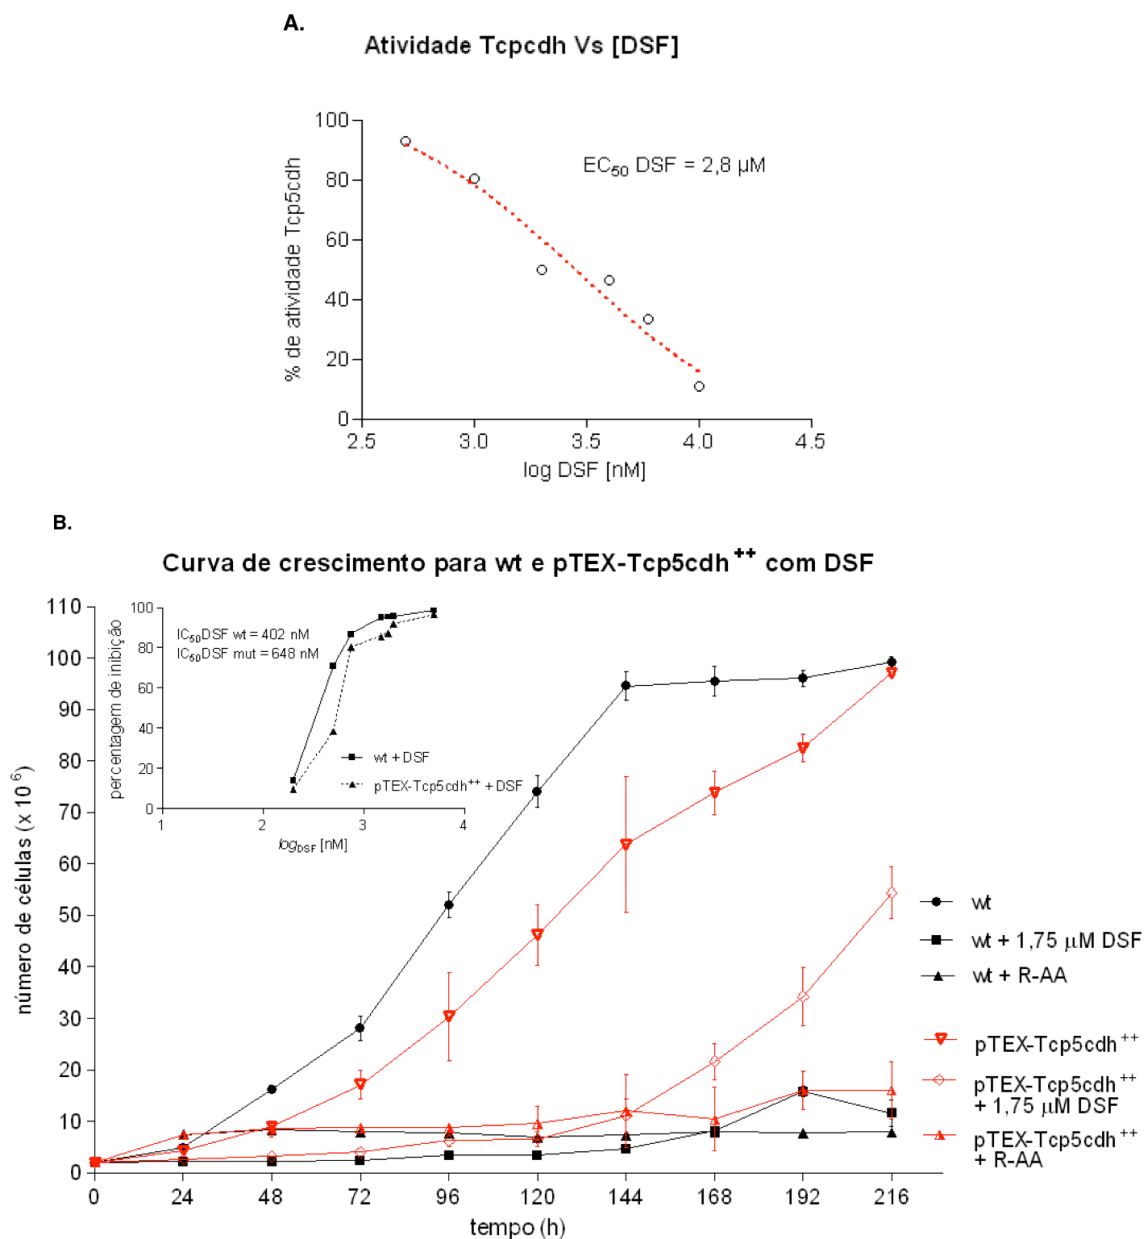 A.
Atividade Tcpcdh Vs [DSF]
100
80
60
40
20
0
% de atividade Tcp5cdh
EC50 DSF = 2,8 µM
2.5 3.0 3.5 4.0 4.5
log DSF [nM]
B.
Curva de crescimento para wt e pTEX-Tcp5cdh++ com DSF
110
100
90
80
70
60
50
40
30
20
10
0
número de células (x 10⁶)
100
80
60
40
20
0
percentagem de inibição
IC50DSF wt = 402 nM
IC50DSF mut = 648 nM
wt + DSF
pTEX-Tcp5cdh++ + DSF
1 2 3 4
logDSF [nM]
wt
wt + 1,75 µM DSF
wt + R-AA
pTEX-Tcp5cdh++
pTEX-Tcp5cdh++
+ 1,75 µM DSF
pTEX-Tcp5cdh++
+ R-AA
0 24 48 72 96 120 144 168 192 216
tempo (h)